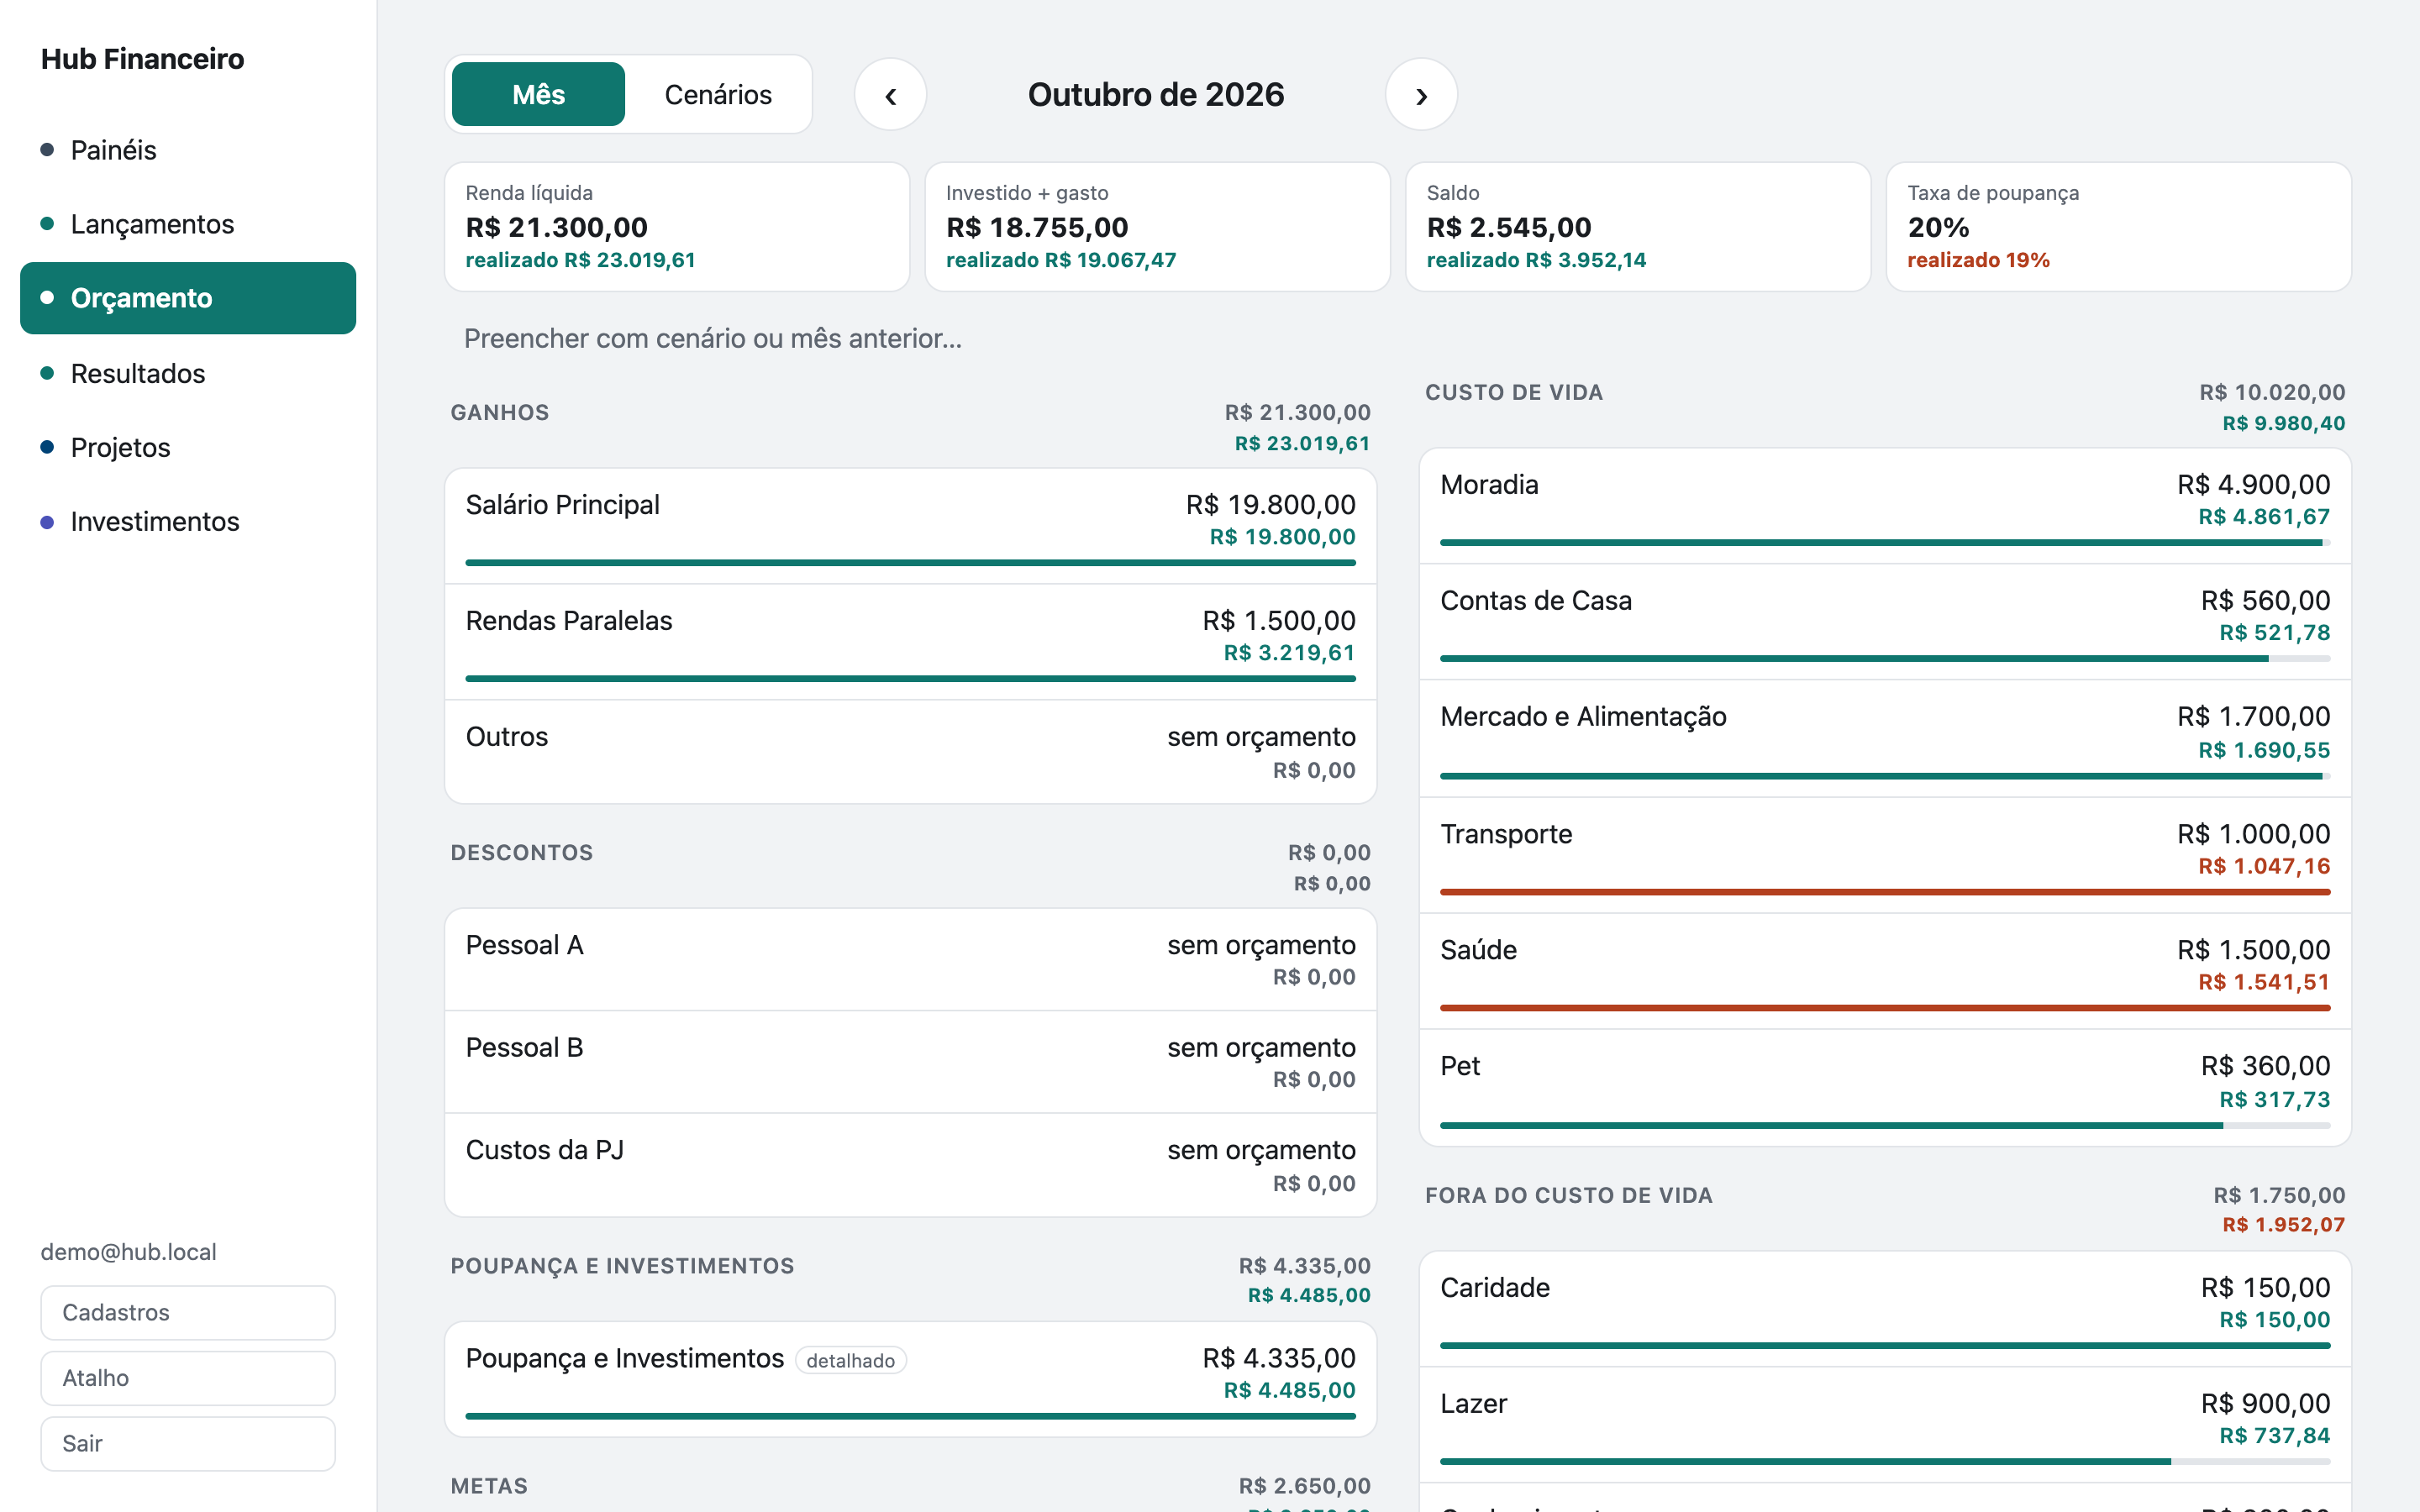 Hub Financeiro
Painéis
Lançamentos
Orçamento
Resultados
Projetos
Investimentos
demo@hub.local
Cadastros
Atalho
Sair
Mês
Cenários
‹
Outubro de 2026
›
Renda líquida
R$ 21.300,00
realizado R$ 23.019,61
Investido + gasto
R$ 18.755,00
realizado R$ 19.067,47
Saldo
R$ 2.545,00
realizado R$ 3.952,14
Taxa de poupança
20%
realizado 19%
Preencher com cenário ou mês anterior...
GANHOS R$ 21.300,00
R$ 23.019,61
Salário Principal R$ 19.800,00
R$ 19.800,00
Rendas Paralelas R$ 1.500,00
R$ 3.219,61
Outros sem orçamento
R$ 0,00
DESCONTOS R$ 0,00
R$ 0,00
Pessoal A sem orçamento
R$ 0,00
Pessoal B sem orçamento
R$ 0,00
Custos da PJ sem orçamento
R$ 0,00
POUPANÇA E INVESTIMENTOS R$ 4.335,00
R$ 4.485,00
Poupança e Investimentos detalhado R$ 4.335,00
R$ 4.485,00
METAS R$ 2.650,00
CUSTO DE VIDA R$ 10.020,00
R$ 9.980,40
Moradia R$ 4.900,00
R$ 4.861,67
Contas de Casa R$ 560,00
R$ 521,78
Mercado e Alimentação R$ 1.700,00
R$ 1.690,55
Transporte R$ 1.000,00
R$ 1.047,16
Saúde R$ 1.500,00
R$ 1.541,51
Pet R$ 360,00
R$ 317,73
FORA DO CUSTO DE VIDA R$ 1.750,00
R$ 1.952,07
Caridade R$ 150,00
R$ 150,00
Lazer R$ 900,00
R$ 737,84